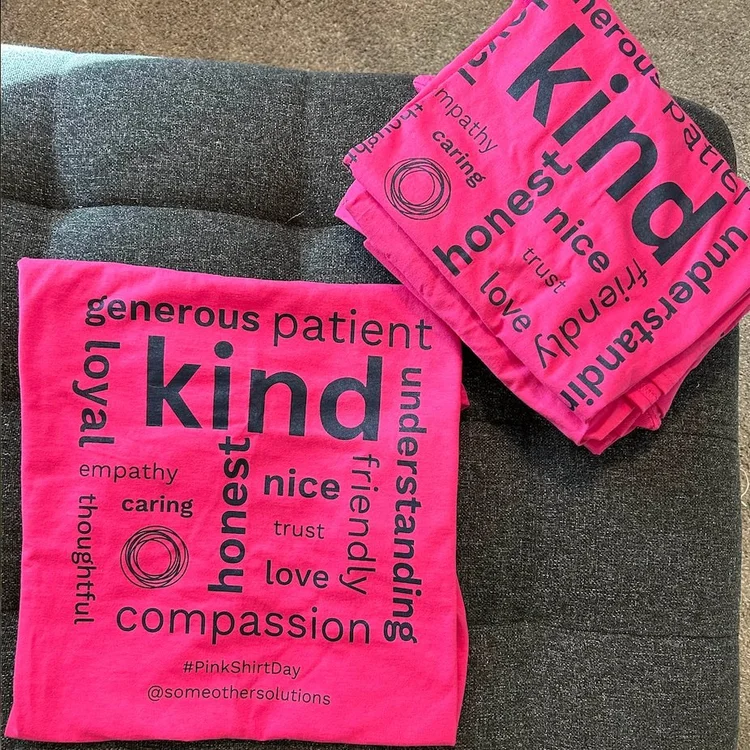 generous patient
loyal
kind
understanding
empathy
caring
honest
nice
friendly
thoughtful
trust
love
compassion
#PinkShirtDay
@someothersolutions
kind
empathy
caring
honest
nice
trust
love
friendly